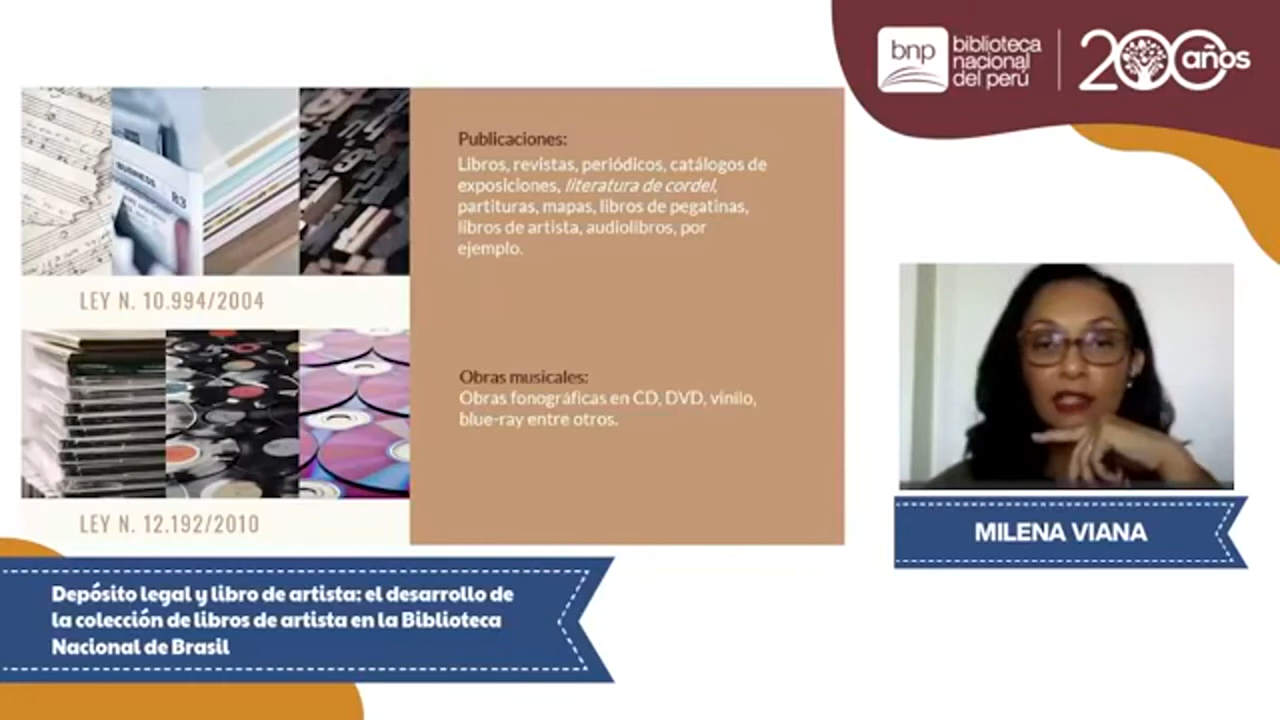 bnp
biblioteca
nacional
del perú
200 años
Publicaciones:
Libros, revistas, periódicos, catálogos de
exposiciones, literatura de cordel,
partituras, mapas, libros de pegatinas,
libros de artista, audiolibros, por
ejemplo.
BUSINESS
R3
LEY N. 10.994/2004
Obras musicales:
Obras fonográficas en CD, DVD, vinilo,
blue-ray entre otros.
LEY N. 12.192/2010
MILENA VIANA
Depósito legal y libro de artista: el desarrollo de
la colección de libros de artista en la Biblioteca
Nacional de Brasil